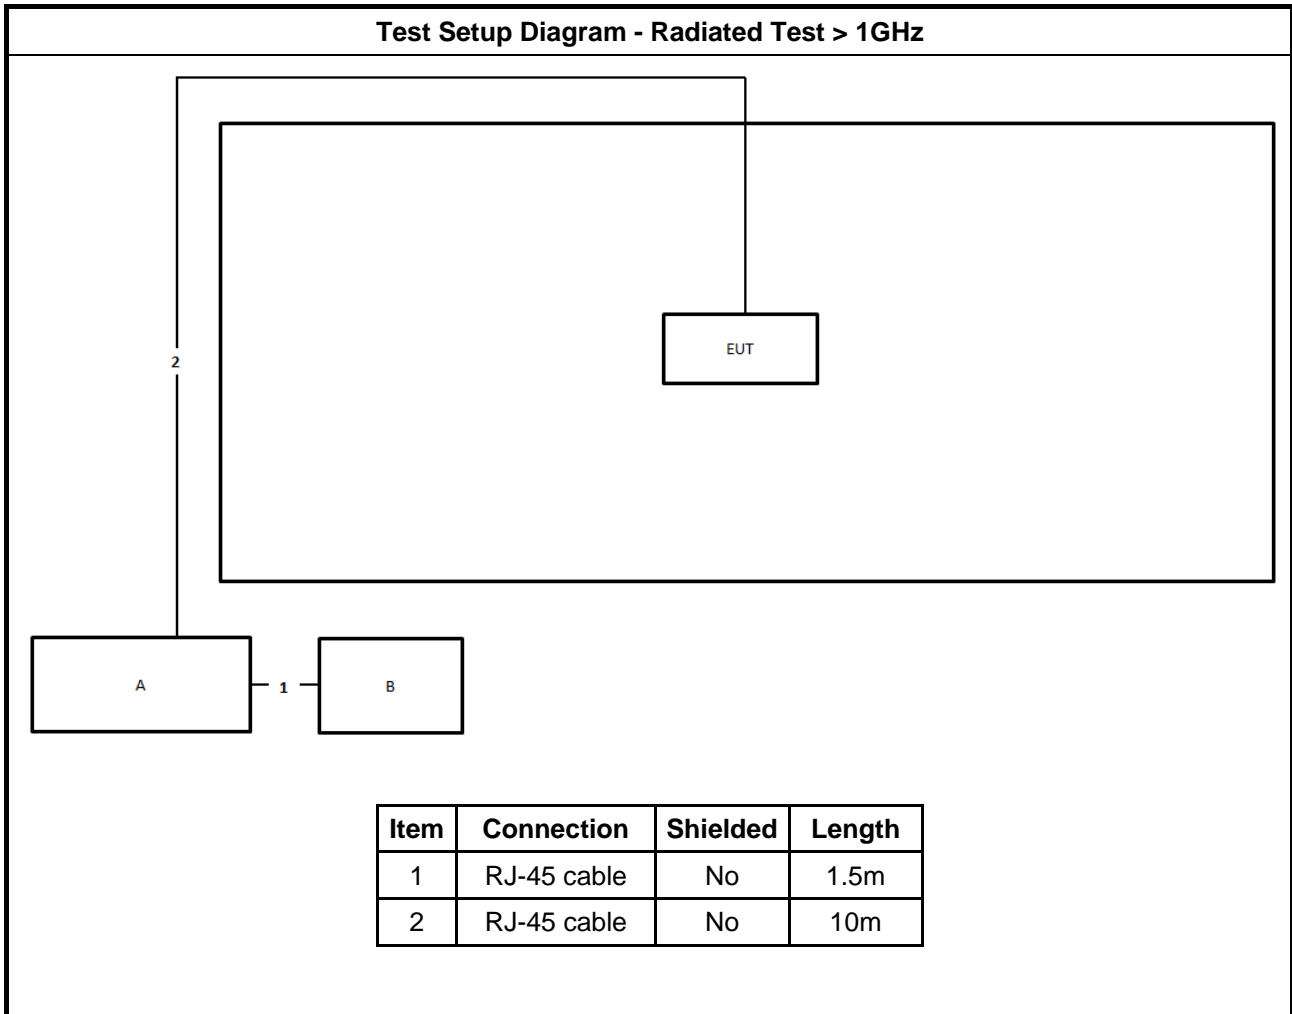 Test Setup Diagram - Radiated Test > 1GHz
EUT
2
A
1
B
Item Connection Shielded Length
1 RJ-45 cable No 1.5m
2 RJ-45 cable No 10m